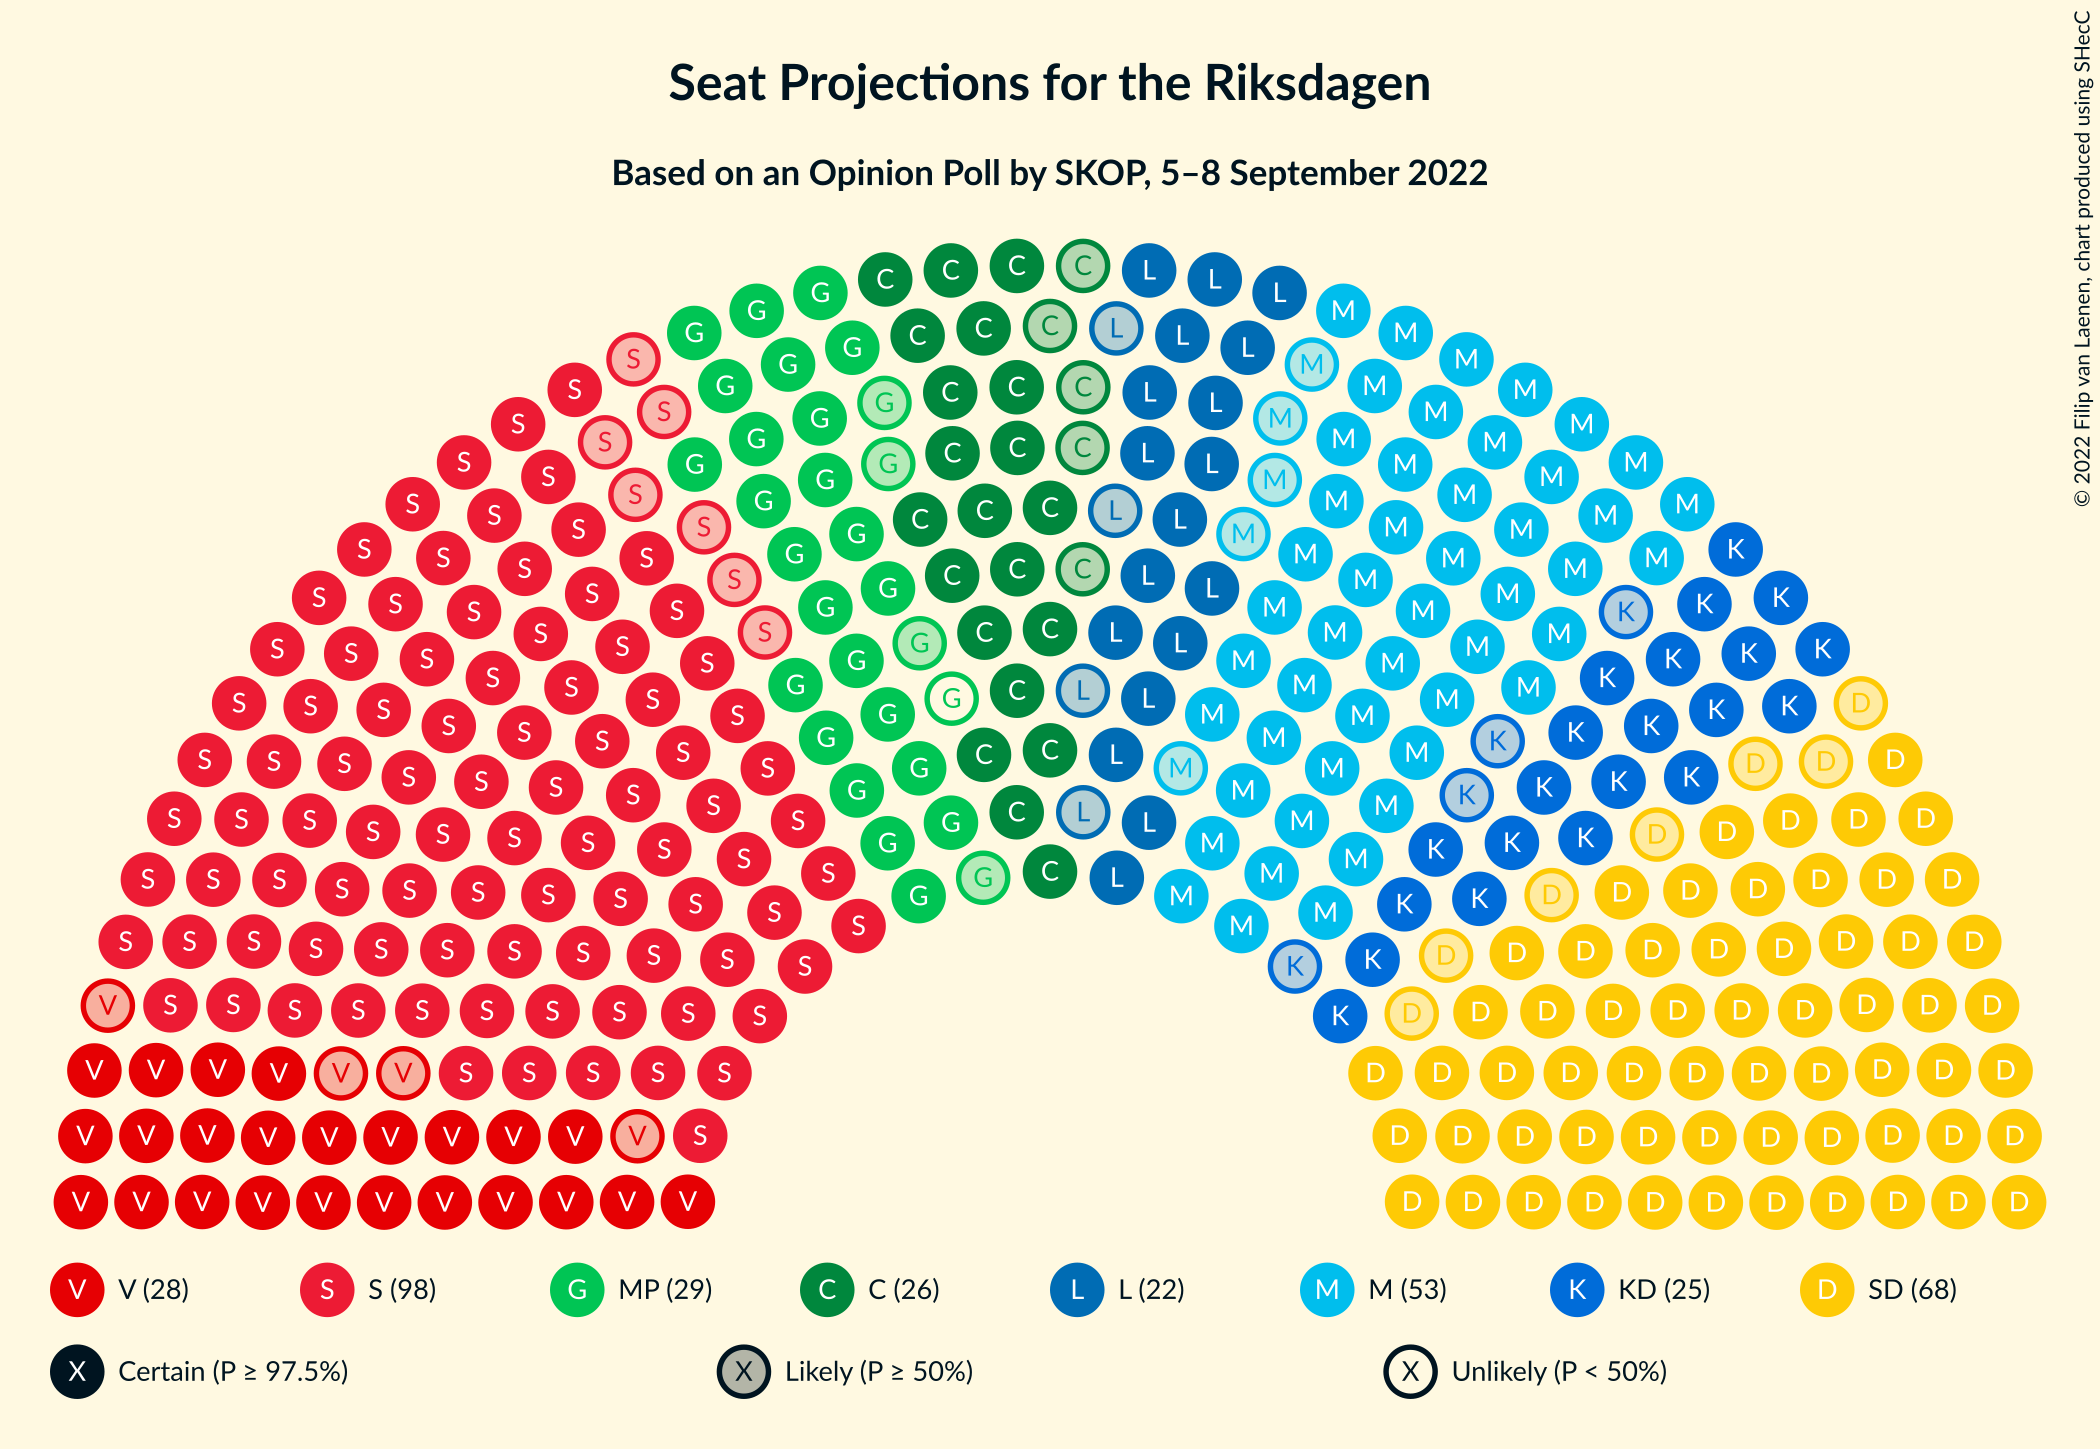 Seat Projections for the Riksdagen
Based on an Opinion Poll by SKOP, 5–8 September 2022
© 2022 Filip van Laenen, chart produced using SHecC
V V (28) S S (98) G MP (29) C C (26) L L (22) M M (53) K KD (25) D SD (68)
X Certain (P ≥ 97.5%) X Likely (P ≥ 50%) X Unlikely (P < 50%)